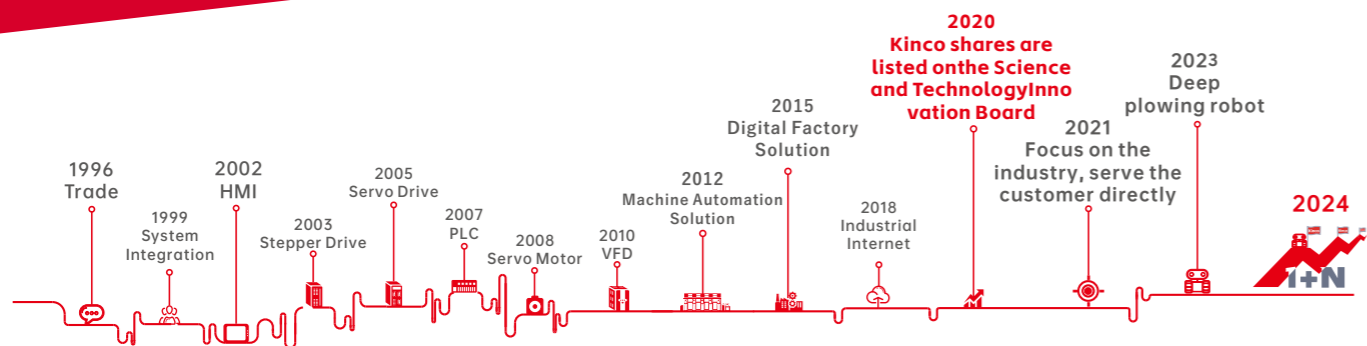 1996
Trade
1999
System
Integration
2002
HMI
2003
Stepper Drive
2005
Servo Drive
2007
PLC
2008
Servo Motor
2010
VFD
2012
Machine Automation
Solution
2015
Digital Factory
Solution
2018
Industrial
Internet
2020
Kinco shares are
listed onthe Science
and TechnologyInno
vation Board
2021
Focus on the
industry, serve the
customer directly
2023
Deep
plowing robot
2024
1+N